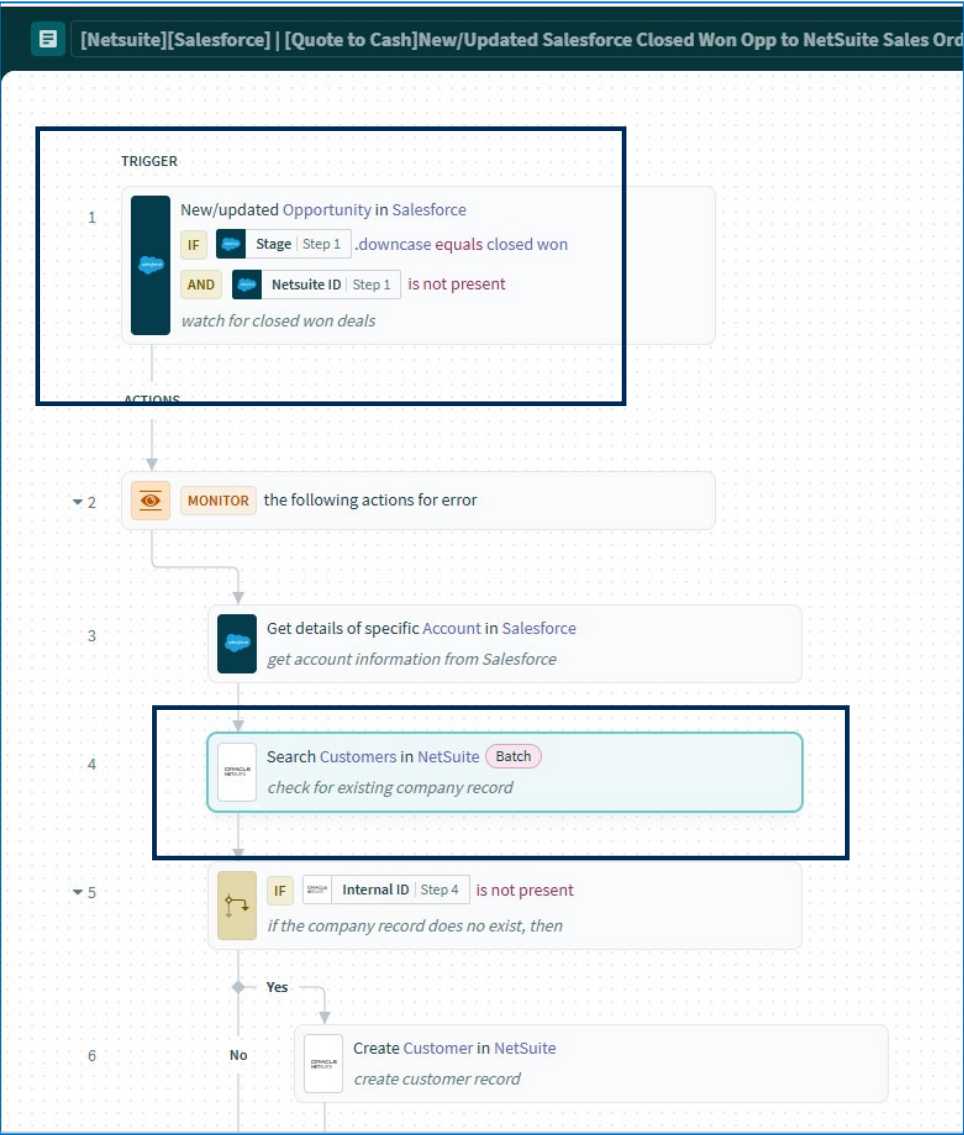 [Netsuite][Salesforce] | [Quote to Cash]New/Updated Salesforce Closed Won Opp to NetSuite Sales Ord
TRIGGER
1
New/updated Opportunity in Salesforce
IF Stage | Step 1 .downcase equals closed won
AND Netsuite ID | Step 1 is not present
watch for closed won deals
ACTIONS
2 MONITOR the following actions for error
3
Get details of specific Account in Salesforce
get account information from Salesforce
4
Search Customers in NetSuite Batch
ORACLE
NETSUITE
check for existing company record
5
IF Internal ID | Step 4 is not present
if the company record does no exist, then
Yes
6
No
Create Customer in NetSuite
ORACLE
NETSUITE
create customer record